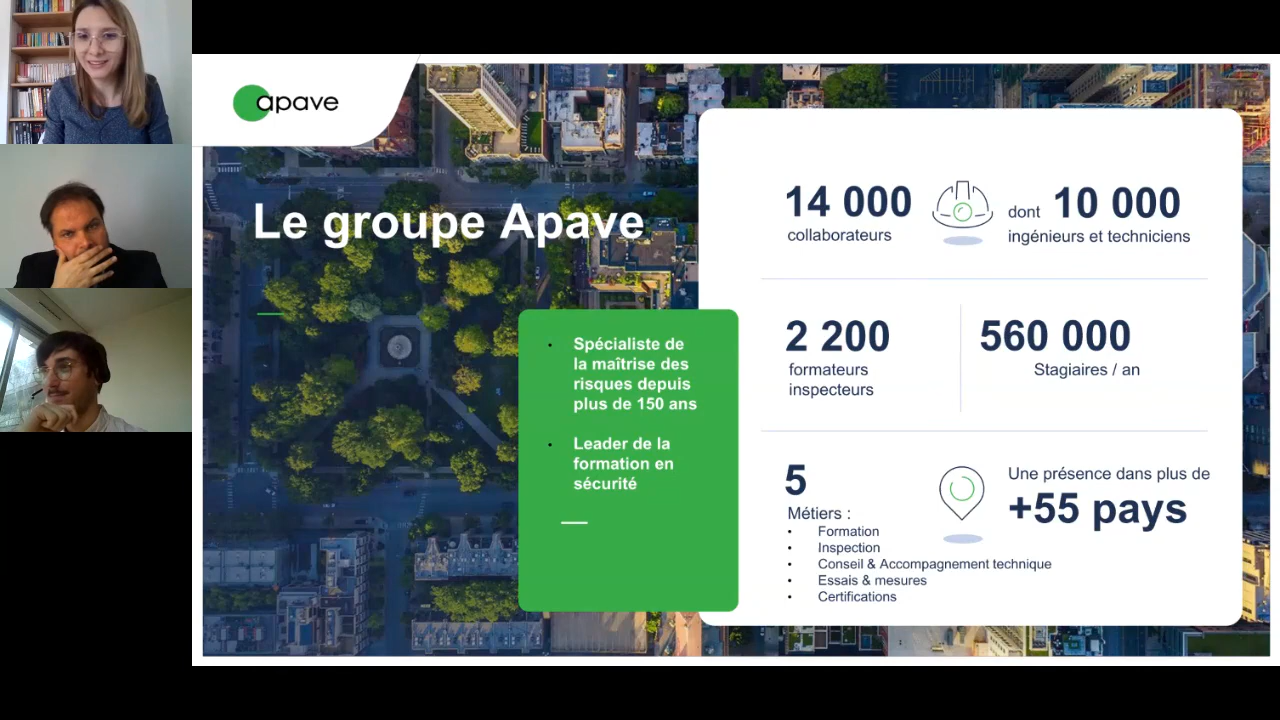 apave
Le groupe Apave
• Spécialiste de
la maîtrise des
risques depuis
plus de 150 ans
• Leader de la
formation en
sécurité
14 000
collaborateurs
dont 10 000
ingénieurs et techniciens
2 200
formateurs
inspecteurs
560 000
Stagiaires / an
5
Métiers :
• Formation
• Inspection
• Conseil & Accompagnement technique
• Essais & mesures
• Certifications
Une présence dans plus de
+55 pays